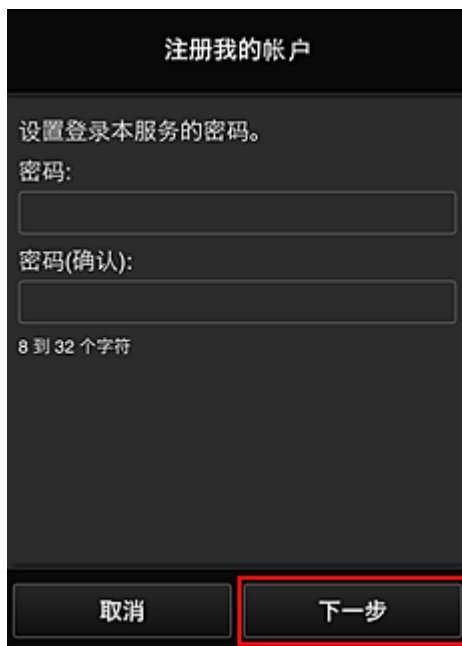 注册我的帐户
设置登录本服务的密码。
密码:
密码(确认):
8 到 32 个字符
取消
下一步